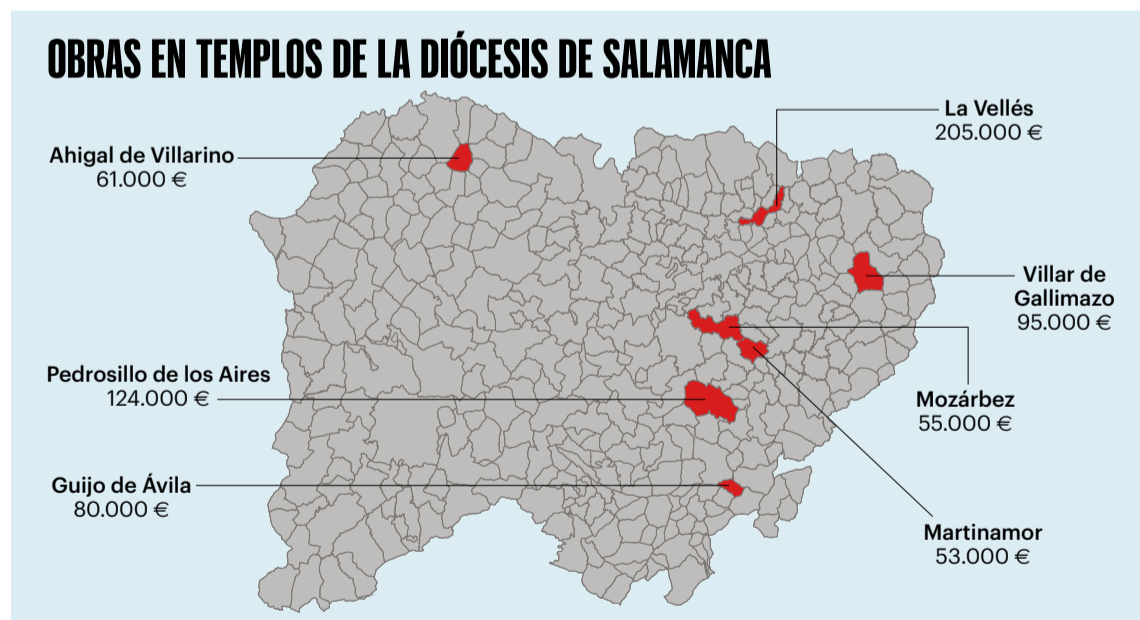 OBRAS EN TEMPLOS DE LA DIÓCESIS DE SALAMANCA
Ahigal de Villarino
61.000 €
La Vellés
205.000 €
Villar de
Gallimazo
95.000 €
Pedrosillo de los Aires
124.000 €
Mozárbez
55.000 €
Guijo de Ávila
80.000 €
Martinamor
53.000 €